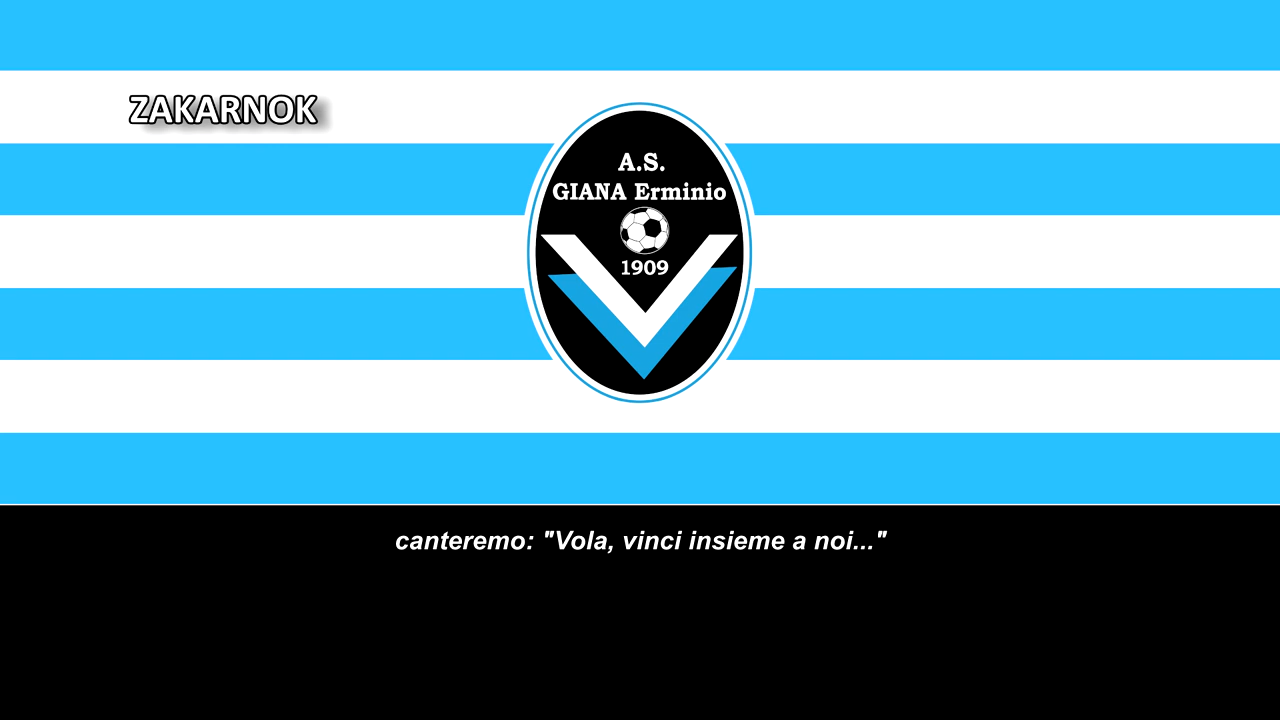 ZAKARNOK
A.S.
GIANA Erminio
1909
canteremo: "Vola, vinci insieme a noi..."